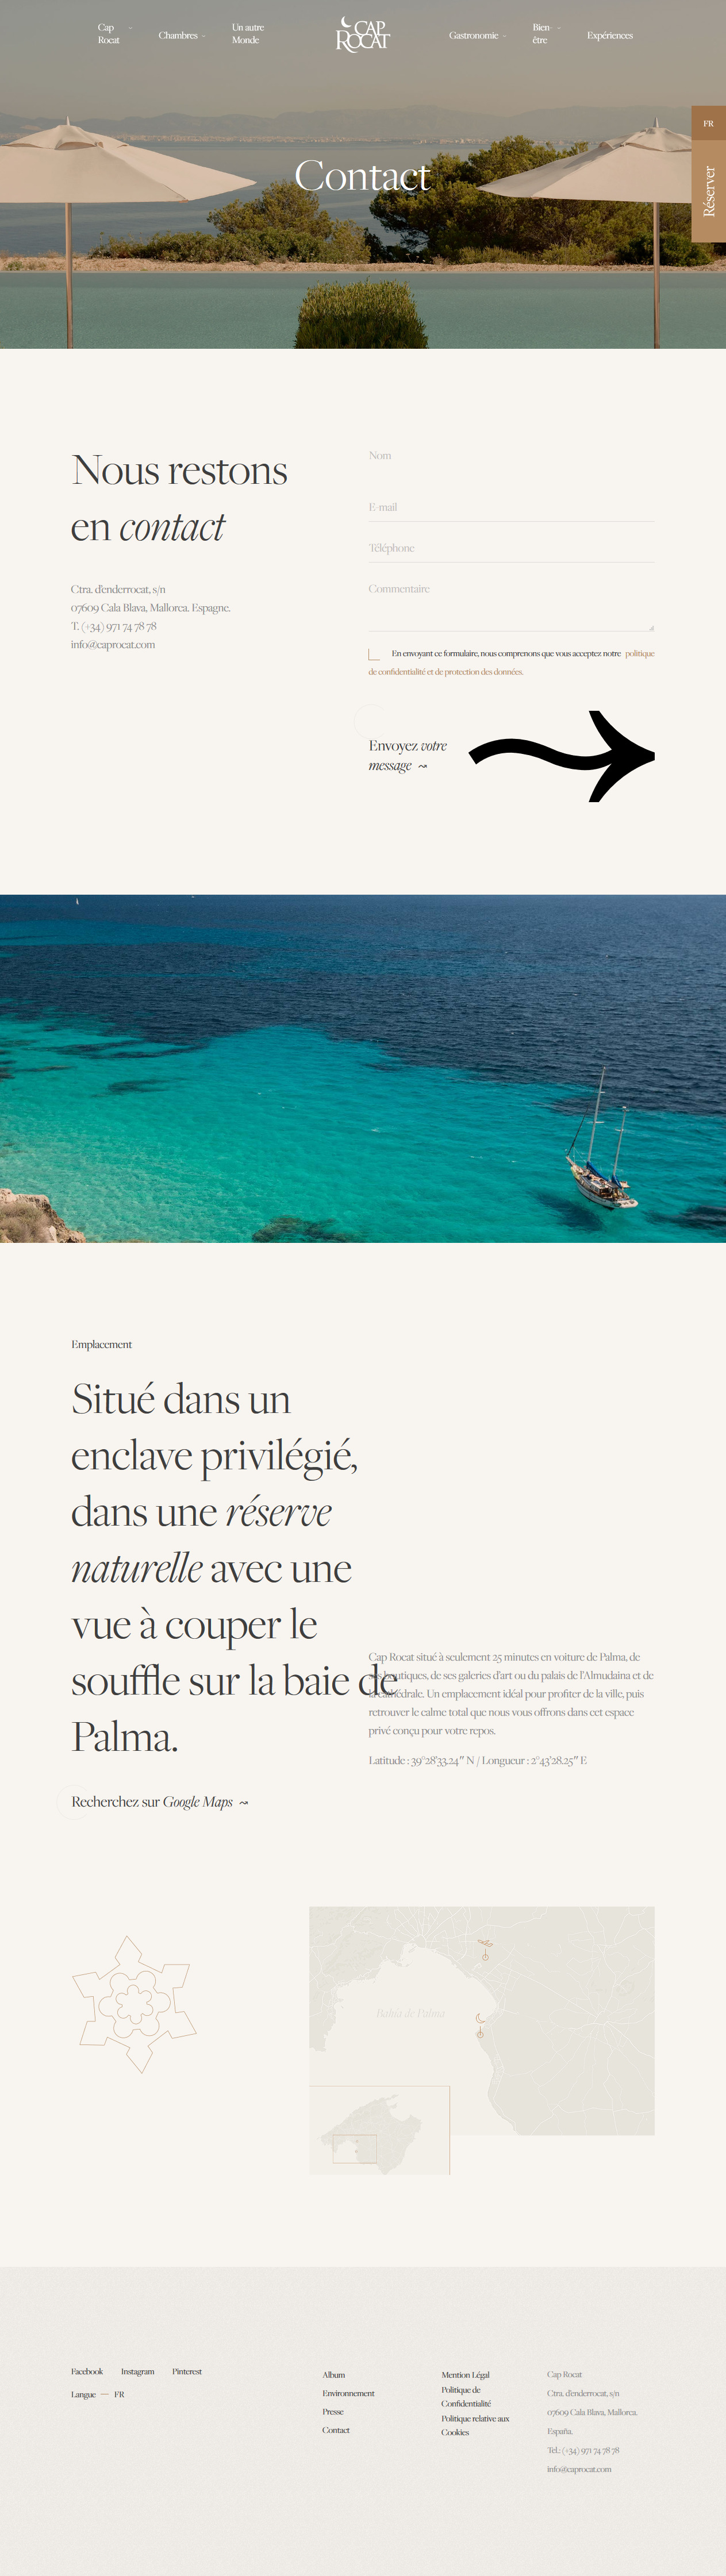 Cap
Rocat
Chambres
Un autre
Monde
CAP
ROCAT
Gastronomie
Bien-
être
Expériences
FR
Réserver
Contact
Nous restons
en contact
Ctra. d'enderrocat, s/n
07609 Cala Blava, Mallorca. Espagne.
T. (+34) 971 74 78 78
info@caprocat.com
Nom
E-mail
Téléphone
Commentaire
En envoyant ce formulaire, nous comprenons que vous acceptez notre politique
de confidentialité et de protection des données.
Envoyez votre
message
Emplacement
Situé dans un
enclave privilégié,
dans une réserve
naturelle avec une
vue à couper le
souffle sur la baie de
Palma.
Cap Rocat situé à seulement 25 minutes en voiture de Palma, de
ses boutiques, de ses galeries d'art ou du palais de l'Almudaina et de
la cathédrale. Un emplacement idéal pour profiter de la ville, puis
retrouver le calme total que nous vous offrons dans cet espace
privé conçu pour votre repos.
Latitude : 39°28'33.24″ N / Longueur : 2°43'28.25″ E
Recherchez sur Google Maps
Bahía de Palma
Facebook Instagram Pinterest
Langue — FR
Album
Environnement
Presse
Contact
Mention Légal
Politique de
Confidentialité
Politique relative aux
Cookies
Cap Rocat
Ctra. d'enderrocat, s/n
07609 Cala Blava, Mallorca.
España.
Tel.: (+34) 971 74 78 78
info@caprocat.com